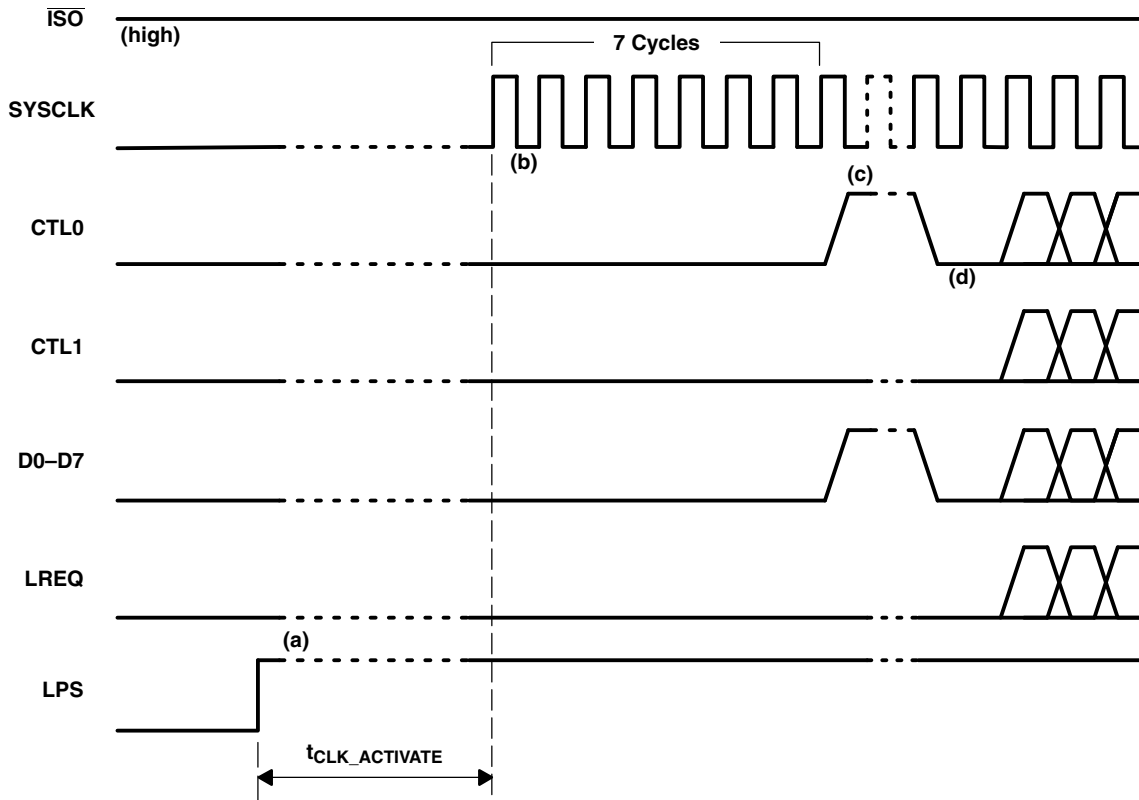 ISO
(high)
7 Cycles
SYSCLK
(b)
(c)
CTL0
(d)
CTL1
D0–D7
LREQ
(a)
LPS
tCLK_ACTIVATE